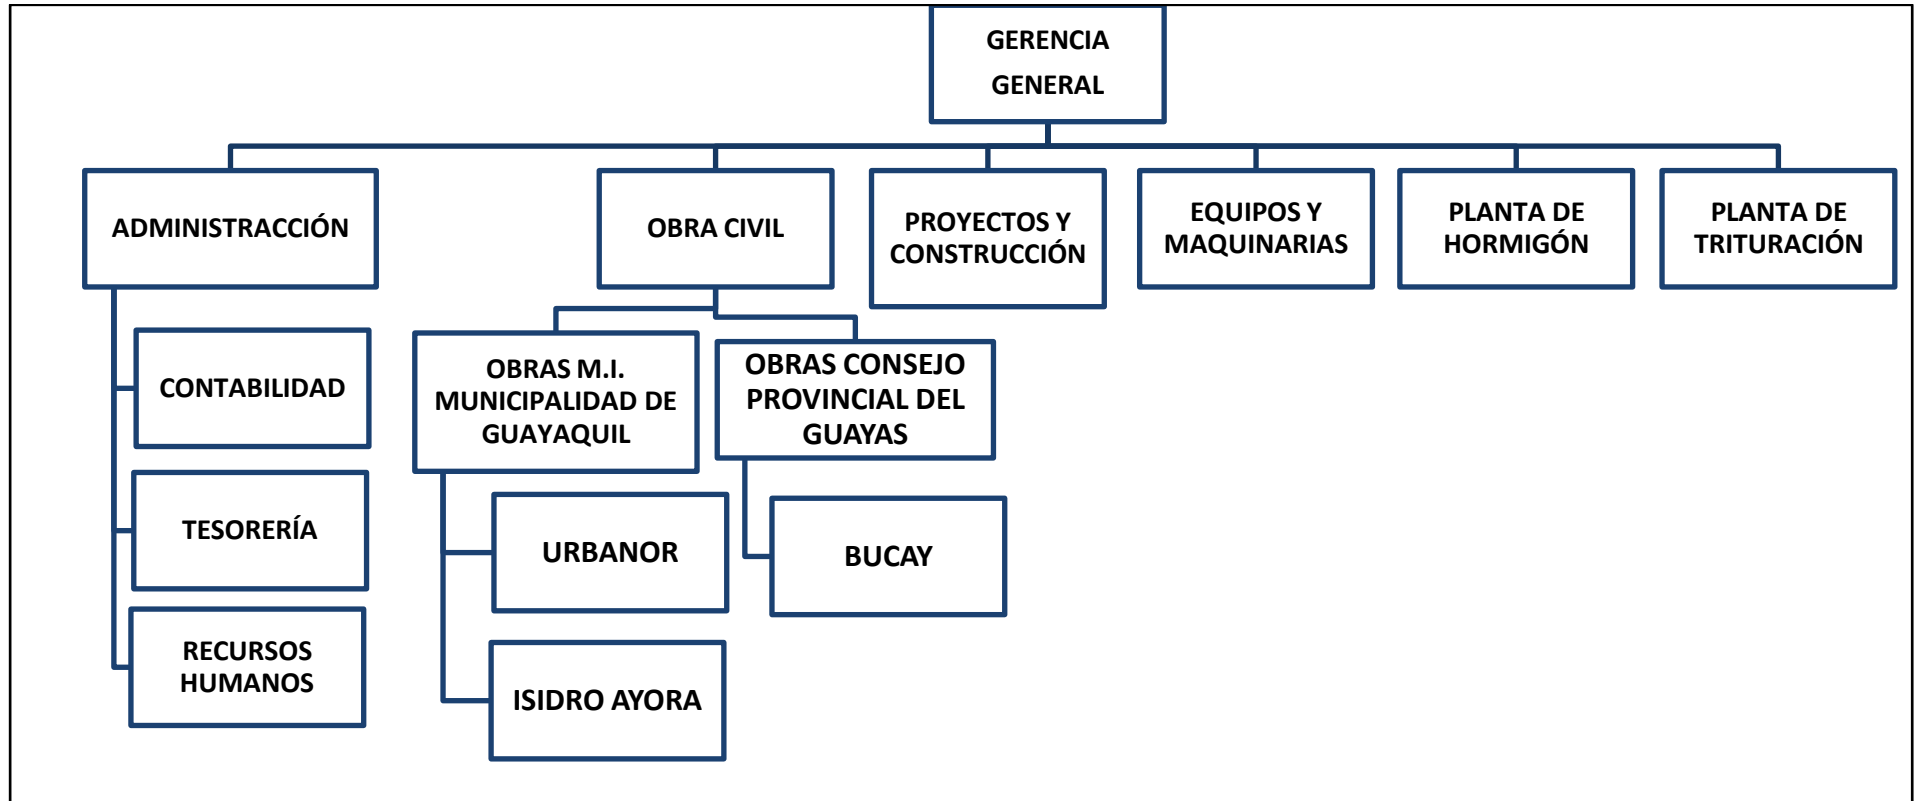 GERENCIA
GENERAL
ADMINISTRACCIÓN
OBRA CIVIL
PROYECTOS Y
CONSTRUCCIÓN
EQUIPOS Y
MAQUINARIAS
PLANTA DE
HORMIGÓN
PLANTA DE
TRITURACIÓN
CONTABILIDAD
TESORERÍA
RECURSOS
HUMANOS
OBRAS M.I.
MUNICIPALIDAD DE
GUAYAQUIL
URBANOR
ISIDRO AYORA
OBRAS CONSEJO
PROVINCIAL DEL
GUAYAS
BUCAY